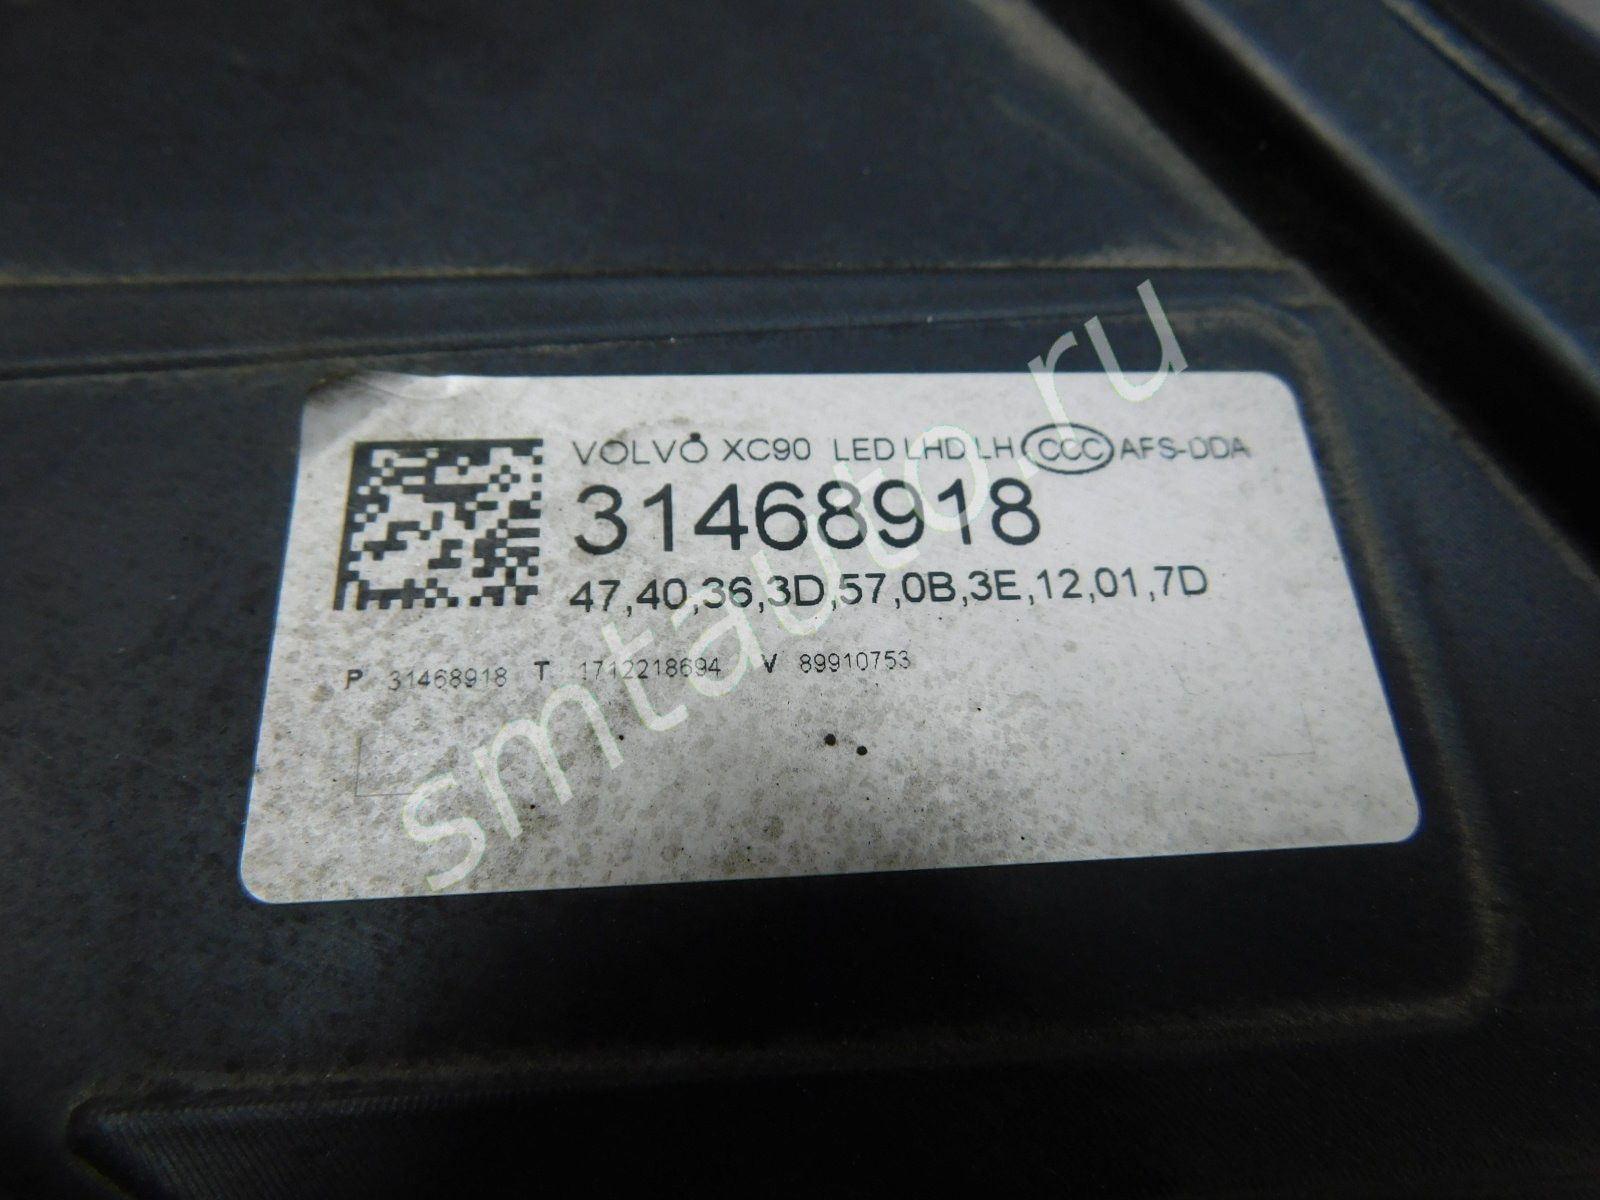 VOLVO XC90 LED LHD LH CCC AFS-DDA
31468918
47,40,36,3D,57,0B,3E,12,01,7D
P 31468918 T 1712218694 V 89910753
smtauto.ru